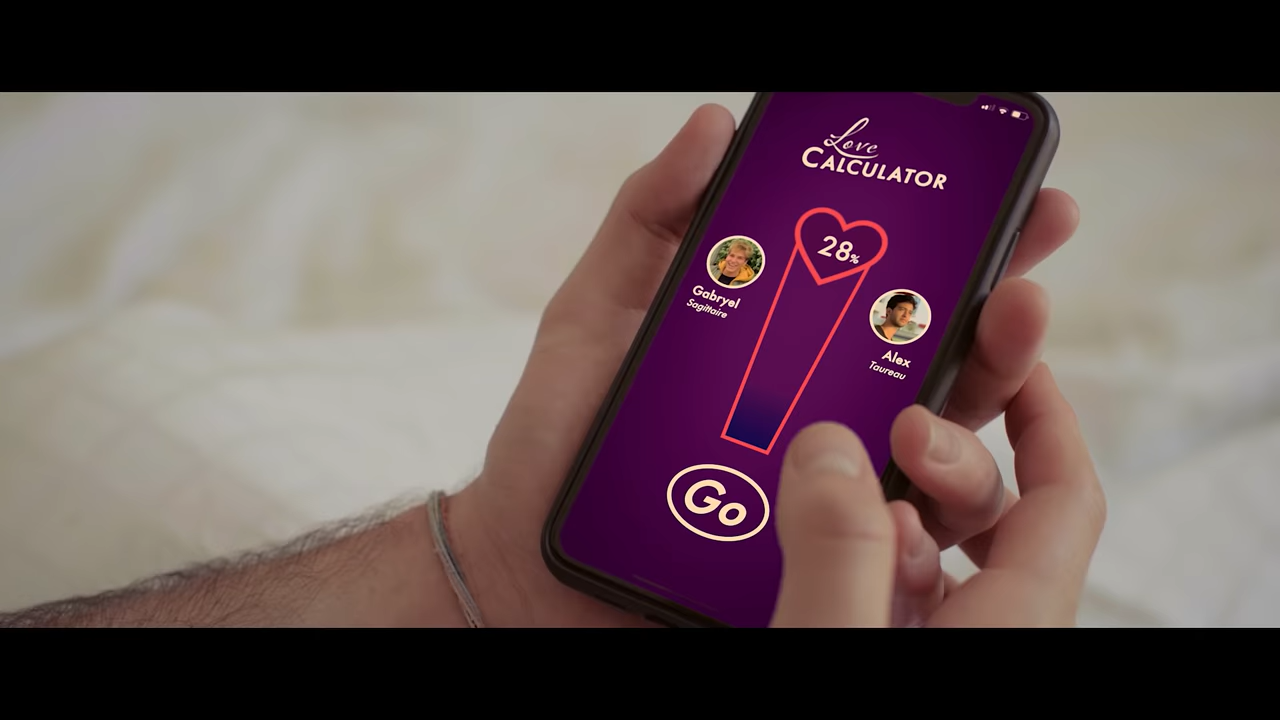 Love
CALCULATOR
28%
Gabryel
Sagittaire
Alex
Taureau
Go